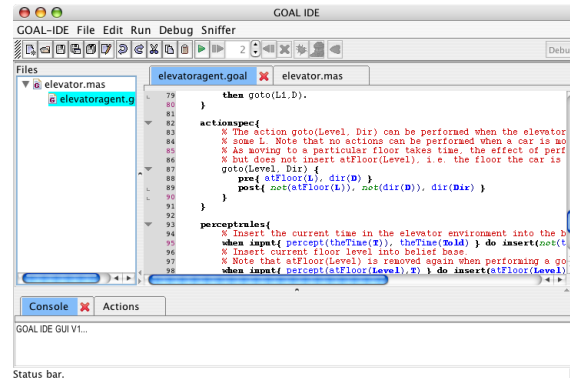 GOAL IDE
GOAL-IDE File Edit Run Debug Sniffer
2 Debu
Files
elevator.mas
elevatoragent.g
elevatoragent.goal elevator.mas
79 then goto(L1,D).
80 }
81
82 actionspec{
83 % The action goto(Level, Dir) can be performed when the elevator
84 % some L. Note that no actions can be performed when a car is mo
85 % As moving to a particular floor takes time, the effect of perf
86 % but does not insert atFloor(Level), i.e. the floor the car is
87 goto(Level, Dir) {
88 pre{ atFloor(L), dir(D) }
89 post{ not(atFloor(L)), not(dir(D)), dir(Dir) }
90 }
91 }
92
93 perceptrules{
94 % Insert the current time in the elevator environment into the b
95 when input{ percept(theTime(T)), theTime(Told) } do insert(not(t
96 % Insert current floor level into belief base.
97 % Note that atFloor(Level) is removed again when performing a go
98 when input{ percept(atFloor(Level),T) } do insert(atFloor(Level)
Console Actions
GOAL IDE GUI V1...
Status bar.